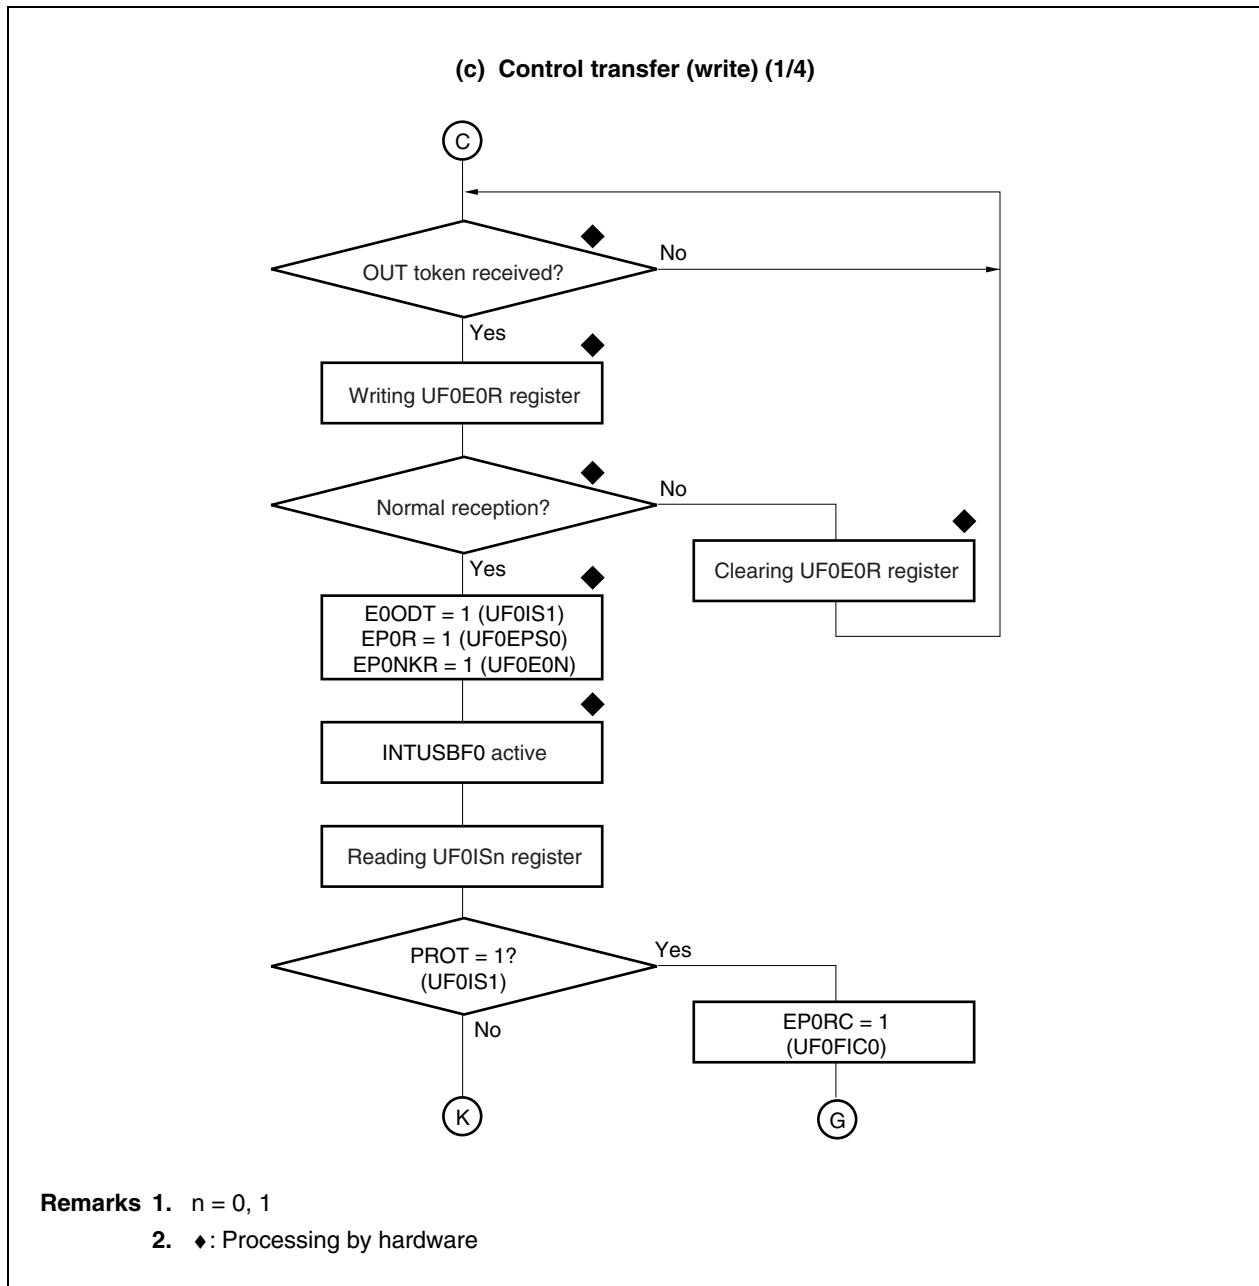 (c) Control transfer (write) (1/4)
C
OUT token received?
No
Yes
Writing UF0E0R register
Normal reception?
No
Yes
Clearing UF0E0R register
E0ODT = 1 (UF0IS1)
EP0R = 1 (UF0EPS0)
EP0NKR = 1 (UF0E0N)
INTUSBF0 active
Reading UF0ISn register
PROT = 1?
(UF0IS1)
Yes
No
EP0RC = 1
(UF0FIC0)
K
G
Remarks 1. n = 0, 1
2. ♦: Processing by hardware